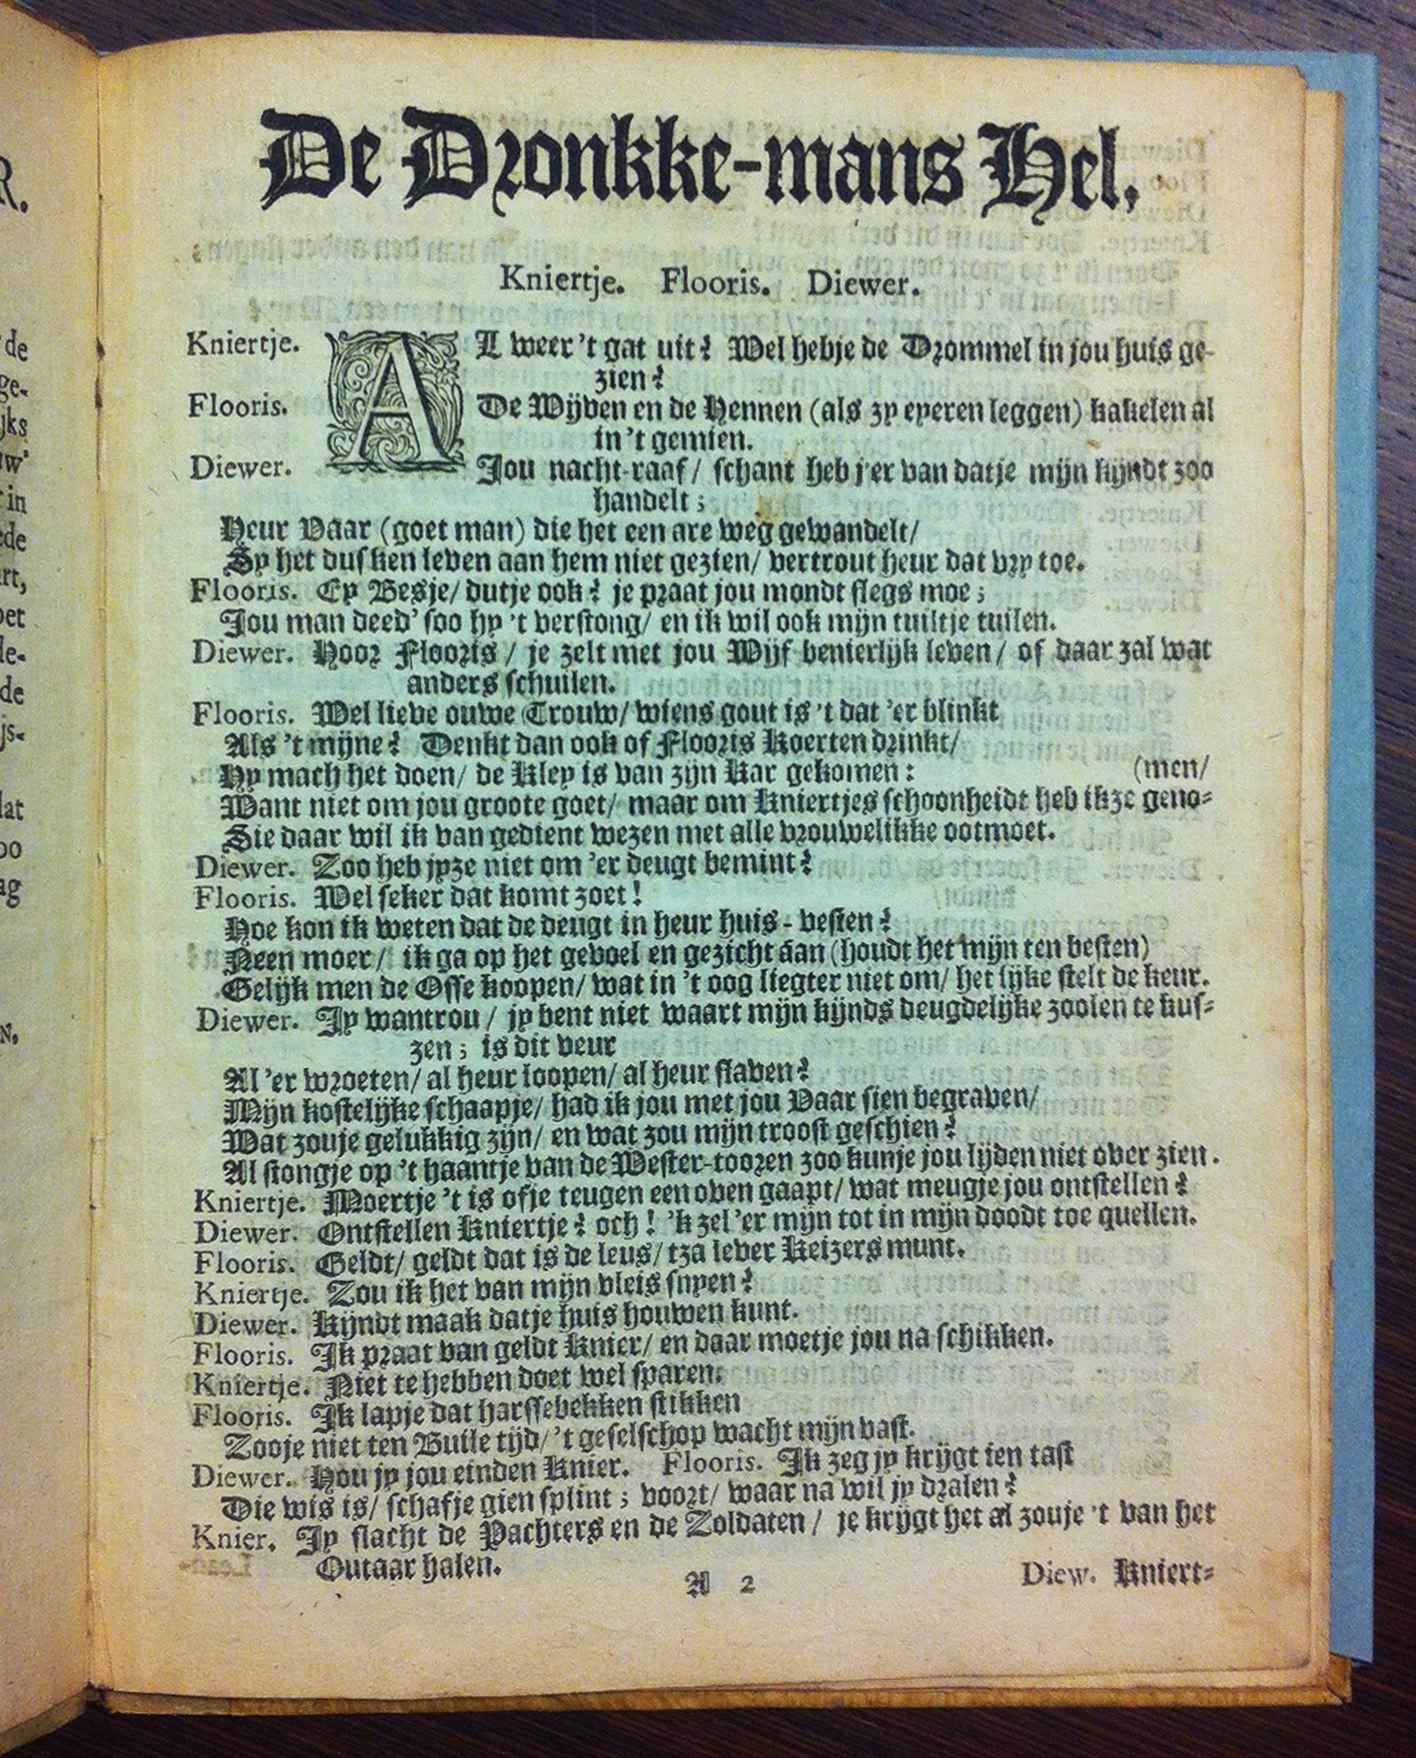 De Dronkke-mans Hel,
Kniertje. Flooris. Diewer.
Kniertje. AL weer 't gat uit? Wel hebje de Drommel in jou huis ge-
zien?
Flooris. De Wijven en de Hennen (als zy eyeren leggen) kakelen al
in 't gemien.
Diewer. Jou nacht-raaf/ schant heb j'er van datje mijn kijndt zoo
handelt;
Heur Vaar (goet man) die het een are weg gewandelt/
Sy het dus ken leven aan hem niet gezien/ vertrout heur dat vry toe.
Flooris. Ey Besje/ dutje ook? je praat jou mondt slegs moe;
Jou man deed' soo hy 't verstong/ en ik wil ook mijn tuiltje tuilen.
Diewer. Hoor Flooris/ je zelt met jou Wijf benierlijk leven/ of daar zal wat
anders schuilen.
Flooris. Wel lieve ouwe Trouw/ wiens gout is 't dat 'er blinkt
Als 't mijne? Denkt dan ook of Flooris Koerten drinkt/
Hy mach het doen/ de Kley is van zijn Kar gekomen: (men/
Want niet om jou groote goet/ maar om Kniertjes schoonheidt heb ik ze geno-
Sie daar wil ik van gedient wezen met alle vrouwelikke ootmoet.
Diewer. Zoo heb jyze niet om 'er deugt bemint?
Flooris. Wel seker dat komt zoet!
Hoe kon ik weten dat de deugt in heur huis-vesten?
Neen moer/ ik ga op het gevoel en gezicht aan (houdt het mijn ten besten)
Gelijk men de Osse koopen/ wat in 't oog liegter niet om/ het lijke stelt de keur.
Diewer. Jy wantrou/ jy bent niet waart mijn kijnds deugdelijke zoolen te kus-
zen; is dit veur
Al 'er wroeten/ al heur loopen/ al heur slaven?
Mijn kostelijke schaapje/ had ik jou met jou Vaar sien begraven/
Wat zouje gelukkig zijn/ en wat zou mijn troost geschien?
Al stongje op 't haantje van de Wester-tooren zoo kunje jou lijden niet over zien.
Kniertje. Moertje 't is ofje teugen een oven gaapt/ wat meugje jou ontstellen?
Diewer. Ontstellen Kniertje? och! 'k zel 'er mijn tot in mijn doodt toe quellen.
Flooris. Geldt/ geldt dat is de leus/ tza lever Keizers munt.
Kniertje. Zou ik het van mijn vleis snyen?
Diewer. Kijndt maak datje huis houwen kunt.
Flooris. Ik praat van geldt Knier/ en daar moetje jou na schikken.
Kniertje. Niet te hebben doet wel sparen.
Flooris. Ik lapje dat harssebekken stikken
Zooje niet ten Buile tijd/ 't geselschop wacht mijn vast.
Diewer. Hou jy jou einden Knier. Flooris. Ik zeg jy krijgt ien tast
Die wis is/ schafje gien splint; voort/ waar na wil jy dralen?
Knier. Jy slacht de Pachters en de Zoldaten/ je krijgt het al zouje 't van het
Outaar halen.
A 2 Diew. Kniert-